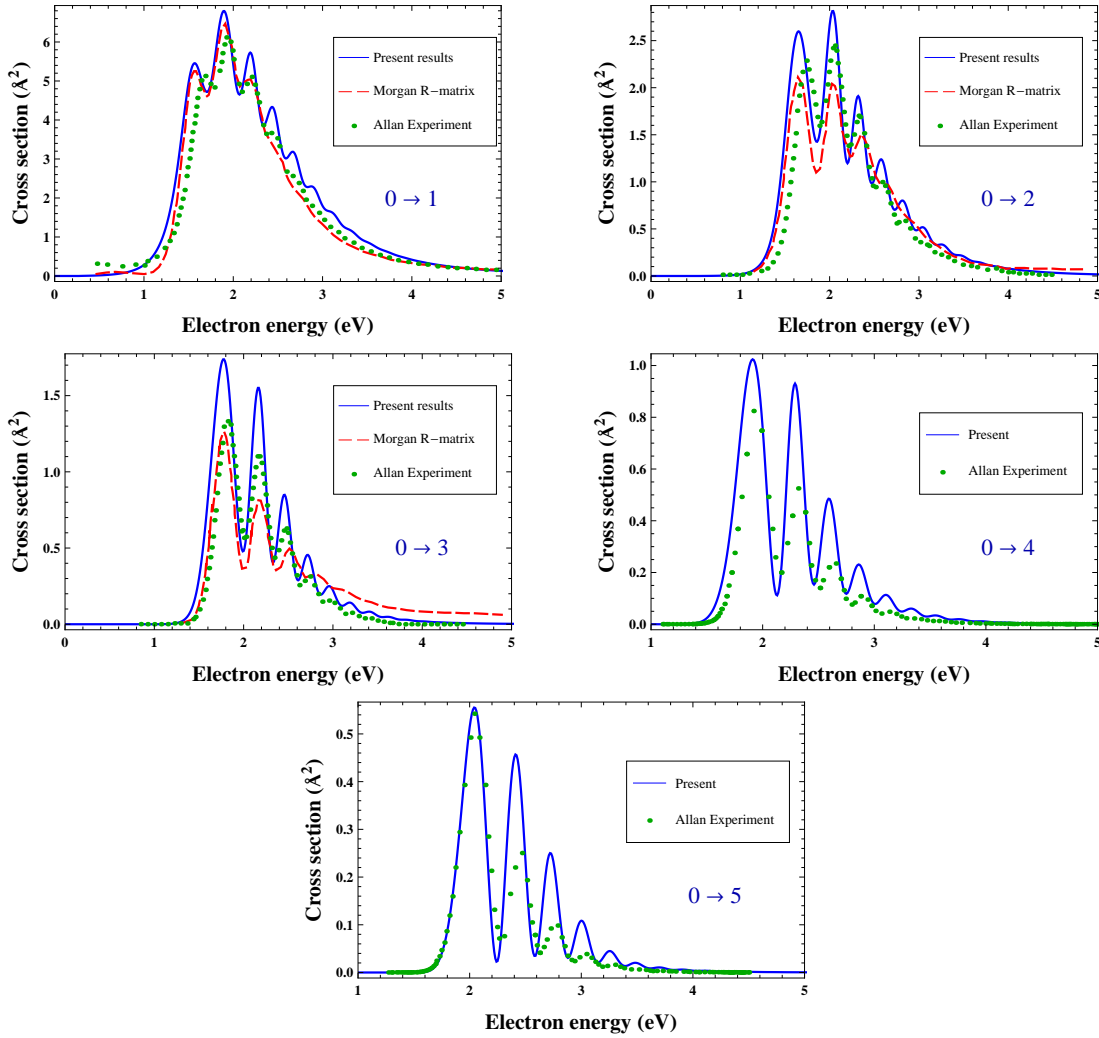 Cross section (Å²)
6
5
4
3
2
1
0
0 1 2 3 4 5
Electron energy (eV)
Present results
Morgan R−matrix
Allan Experiment
0 → 1
Cross section (Å²)
2.5
2.0
1.5
1.0
0.5
0.0
0 1 2 3 4 5
Electron energy (eV)
Present results
Morgan R−matrix
Allan Experiment
0 → 2
Cross section (Å²)
1.5
1.0
0.5
0.0
0 1 2 3 4 5
Electron energy (eV)
Present results
Morgan R−matrix
Allan Experiment
0 → 3
Cross section (Å²)
1.0
0.8
0.6
0.4
0.2
0.0
1 2 3 4 5
Electron energy (eV)
Present
Allan Experiment
0 → 4
Cross section (Å²)
0.5
0.4
0.3
0.2
0.1
0.0
1 2 3 4 5
Electron energy (eV)
Present
Allan Experiment
0 → 5